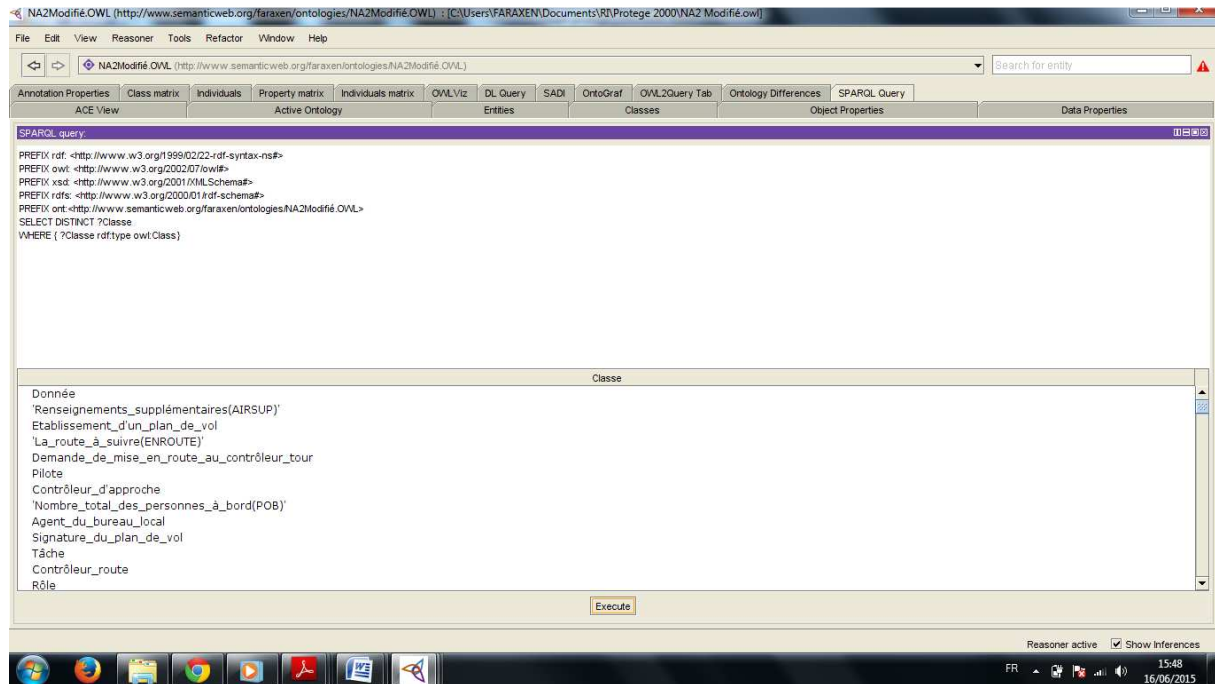 NA2Modifié.OWL (http://www.semanticweb.org/faraxen/ontologies/NA2Modifié.OWL) : [C:\Users\FARAXEN\Documents\RI\Protege 2000\NA2 Modifié.owl]
File Edit View Reasoner Tools Refactor Window Help
NA2Modifié.OWL (http://www.semanticweb.org/faraxen/ontologies/NA2Modifié.OWL) Search for entity
Annotation Properties Class matrix Individuals Property matrix Individuals matrix OWLViz DL Query SADI OntoGraf OWL2Query Tab Ontology Differences SPARQL Query
ACE View Active Ontology Entities Classes Object Properties Data Properties
SPARQL query:
PREFIX rdf: <http://www.w3.org/1999/02/22-rdf-syntax-ns#>
PREFIX owl: <http://www.w3.org/2002/07/owl#>
PREFIX xsd: <http://www.w3.org/2001/XMLSchema#>
PREFIX rdfs: <http://www.w3.org/2000/01/rdf-schema#>
PREFIX ont:<http://www.semanticweb.org/faraxen/ontologies/NA2Modifié.OWL>
SELECT DISTINCT ?Classe
WHERE { ?Classe rdf:type owl:Class}
Classe
Donnée
'Renseignements_supplémentaires(AIRSUP)'
Etablissement_d'un_plan_de_vol
'La_route_à_suivre(ENROUTE)'
Demande_de_mise_en_route_au_contrôleur_tour
Pilote
Contrôleur_d'approche
'Nombre_total_des_personnes_à_bord(POB)'
Agent_du_bureau_local
Signature_du_plan_de_vol
Tâche
Contrôleur_route
Rôle
Execute
Reasoner active Show Inferences
FR 15:48
16/06/2015